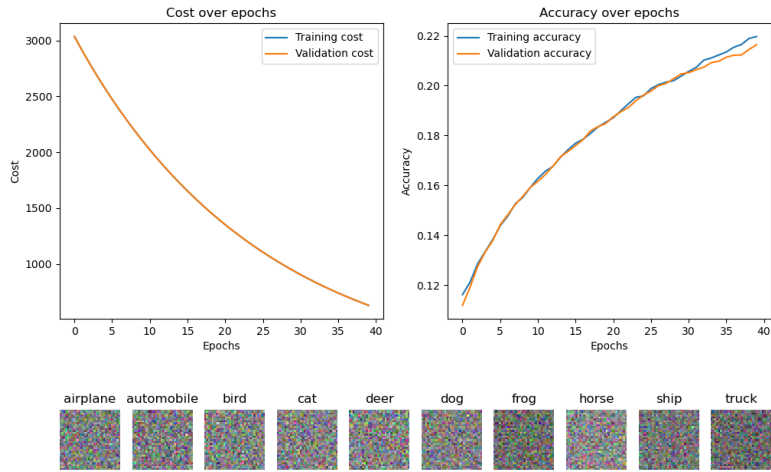 Cost over epochs
Training cost
Validation cost
3000
2500
2000
1500
1000
Cost
0 5 10 15 20 25 30 35 40
Epochs
Accuracy over epochs
Training accuracy
Validation accuracy
0.22
0.20
0.18
0.16
0.14
0.12
Accuracy
0 5 10 15 20 25 30 35 40
Epochs
airplane automobile bird cat deer dog frog horse ship truck